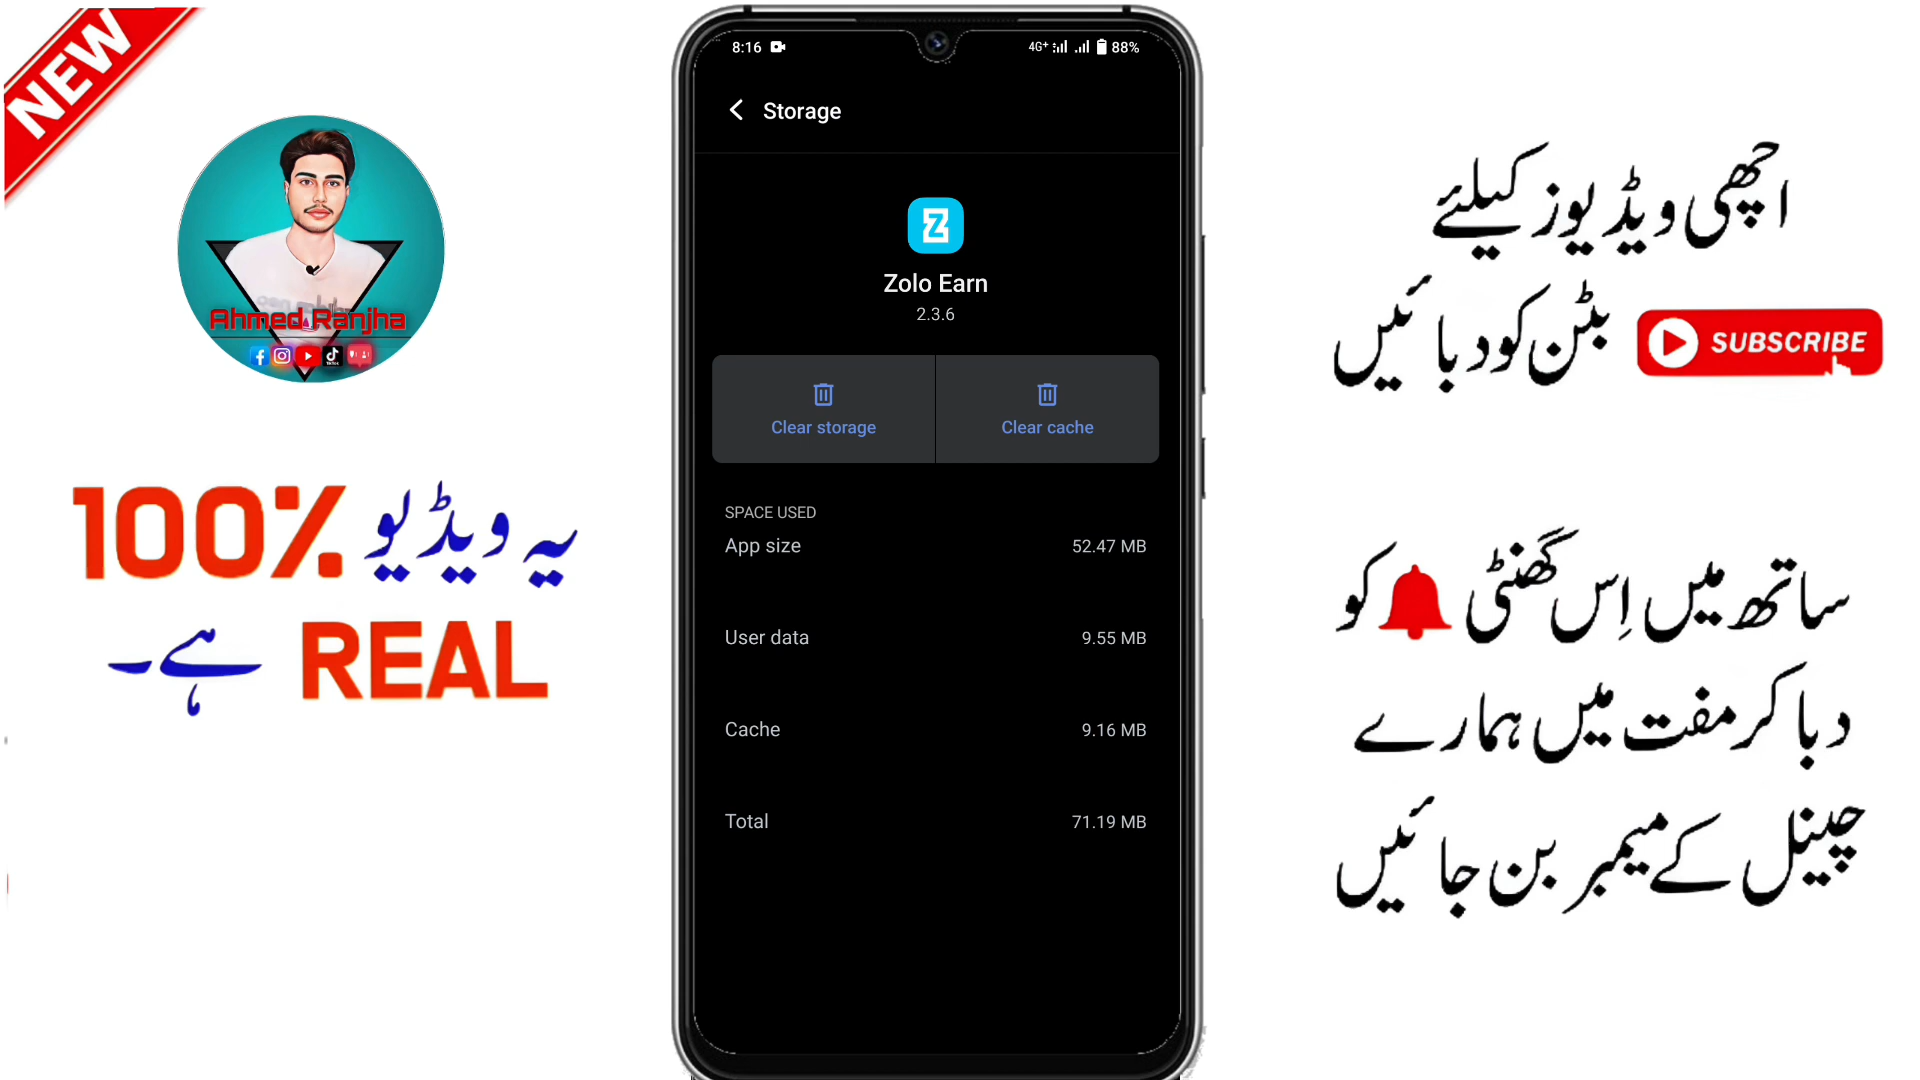 NEW
Ahmed Ranjha
یہ ویڈیو 100%
REAL ہے۔
8:16
4G+ 88%
Storage
Zolo Earn
2.3.6
Clear storage
Clear cache
SPACE USED
App size 52.47 MB
User data 9.55 MB
Cache 9.16 MB
Total 71.19 MB
اچھی ویڈیوز کیلئے
SUBSCRIBE بٹن کو دبائیں
ساتھ میں اِس گھنٹی کو
دبا کر مفت میں ہمارے
چینل کے میمبر بن جائیں